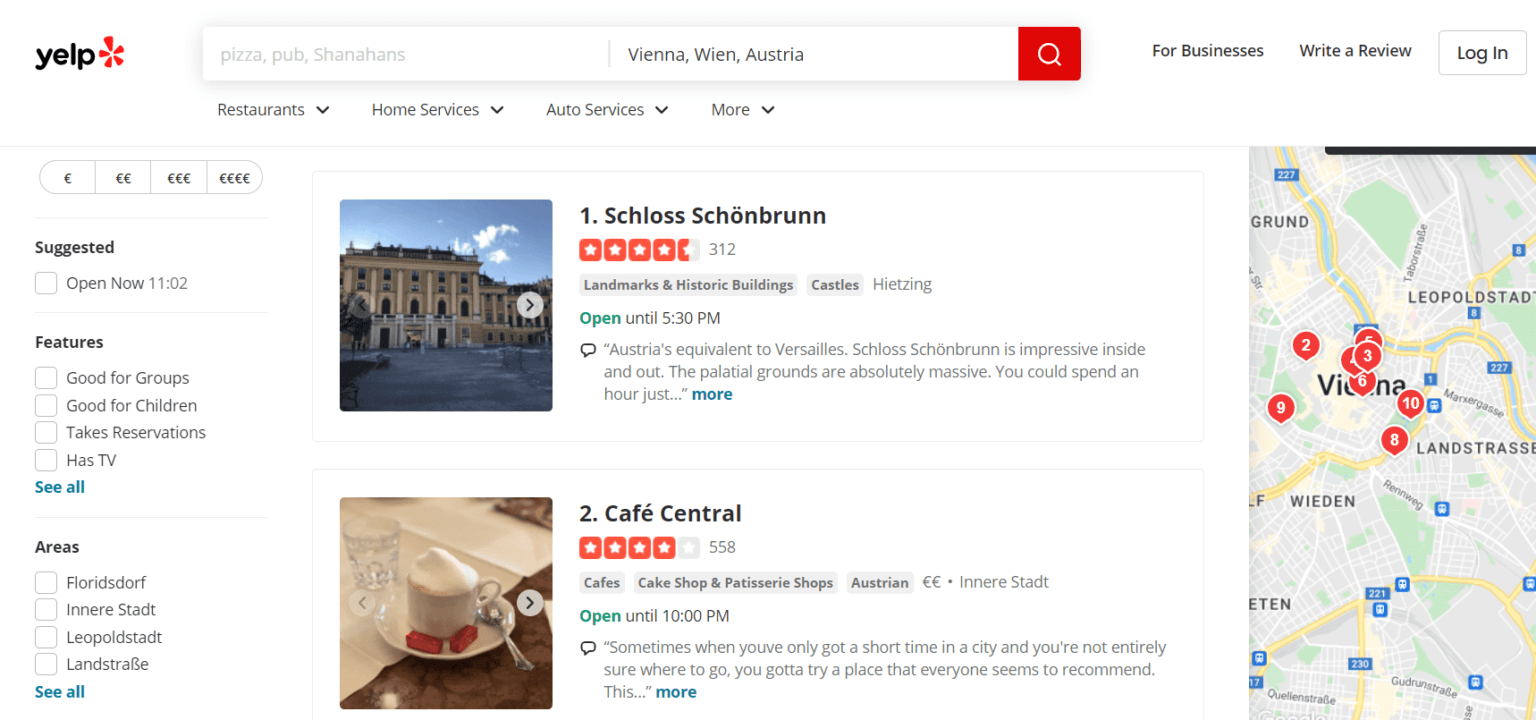 yelp
pizza, pub, Shanahans
Vienna, Wien, Austria
For Businesses
Write a Review
Log In
Restaurants
Home Services
Auto Services
More
€
€€
€€€
€€€€
Suggested
Open Now 11:02
Features
Good for Groups
Good for Children
Takes Reservations
Has TV
See all
Areas
Floridsdorf
Innere Stadt
Leopoldstadt
Landstraße
See all
1. Schloss Schönbrunn
312
Landmarks & Historic Buildings Castles Hietzing
Open until 5:30 PM
“Austria's equivalent to Versailles. Schloss Schönbrunn is impressive inside
and out. The palatial grounds are absolutely massive. You could spend an
hour just...” more
2. Café Central
558
Cafes Cake Shop & Patisserie Shops Austrian €€ • Innere Stadt
Open until 10:00 PM
“Sometimes when youve only got a short time in a city and you're not entirely
sure where to go, you gotta try a place that everyone seems to recommend.
This...” more
227
GRUND
Taborstraße
8
LEOPOLDSTADT
8
2
3
6
227
1
10
Marxergasse
9
8
LANDSTRASSE
Rennweg
WIEDEN
221
230
17
Gudrunstraße
Quellenstraße